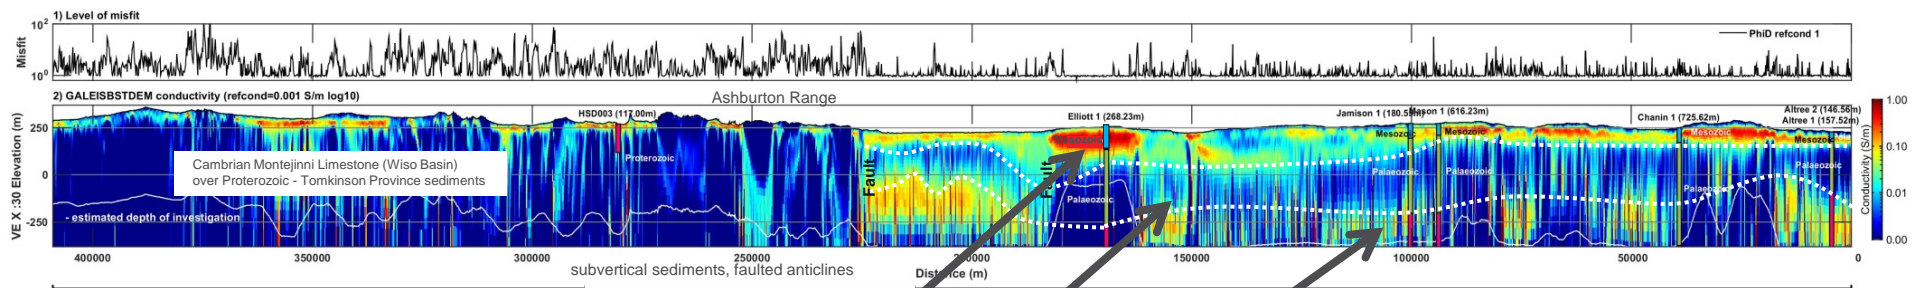 1) Level of misfit
10²
10⁰
Misfit
PhiD refcond 1
2) GALEISBSTDEM conductivity (refcond=0.001 S/m log10)
Ashburton Range
HSD003 (117.00m)
Elliott 1 (268.23m)
Jamison 1 (180.5
Mason 1 (616.23m)
Chanin 1 (725.62m)
Altree 2 (146.56m)
Altree 1 (157.52m)
VE X :30 Elevation (m)
250
0
-250
Cambrian Montejinni Limestone (Wiso Basin)
over Proterozoic - Tomkinson Province sediments
- estimated depth of investigation
Proterozoic
Fault
Fault
Mesozoic
Palaeozoic
Mesozoic
Mesozoic
Palaeozoic
Palaeozoic
Mesozoic
Palaeozoic
Mesozoic
Palaeozoic
1.00
0.10
0.01
0.00
Conductivity (S/m)
400000
350000
300000
250000
200000
150000
100000
50000
0
Distance (m)
subvertical sediments, faulted anticlines